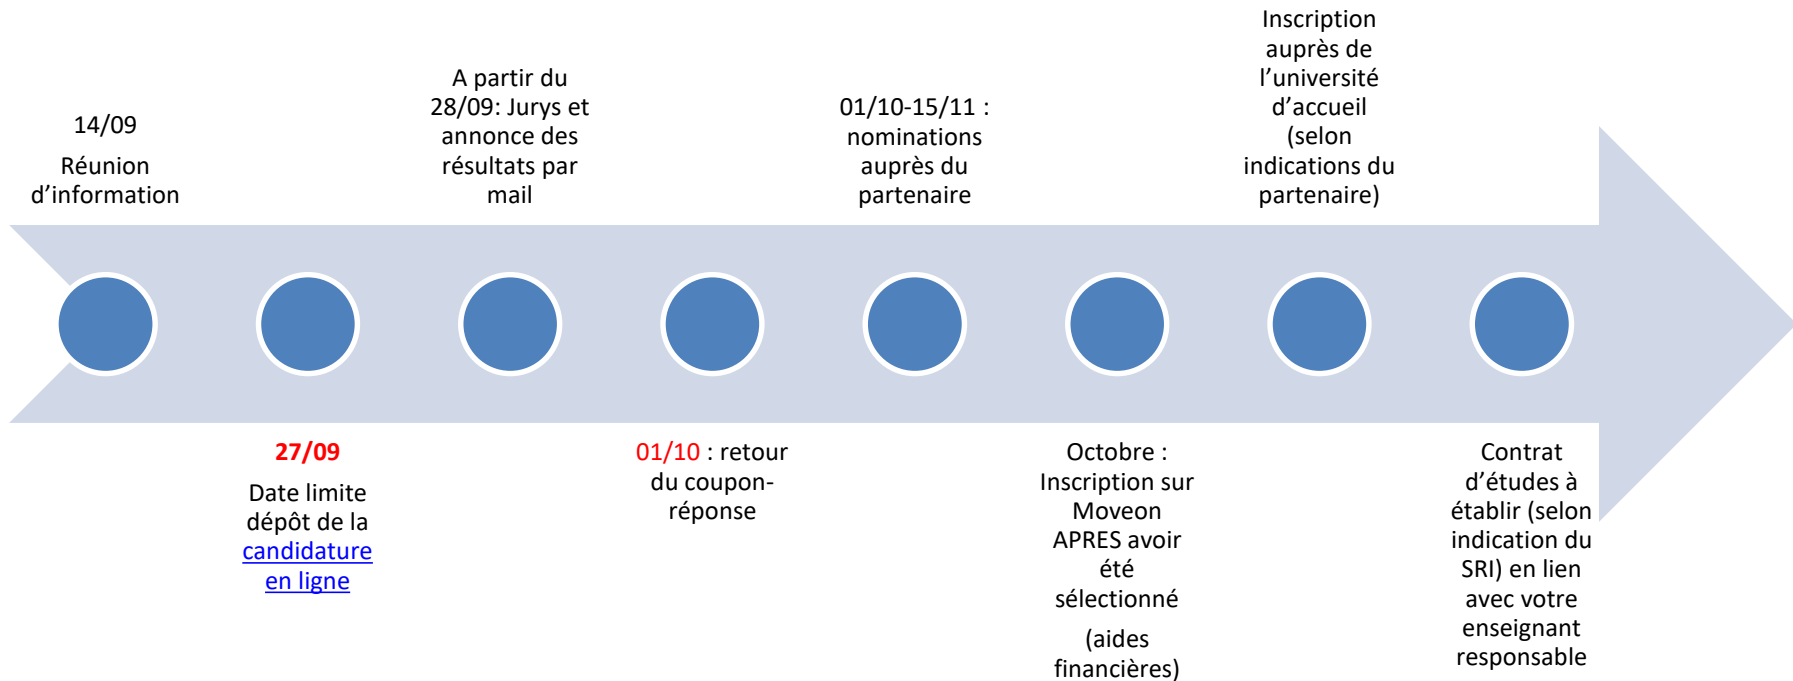 14/09
Réunion
d’information
27/09
Date limite
dépôt de la
candidature
en ligne
A partir du
28/09: Jurys et
annonce des
résultats par
mail
01/10 : retour
du coupon-
réponse
01/10-15/11 :
nominations
auprès du
partenaire
Octobre :
Inscription sur
Moveon
APRES avoir
été
sélectionné
(aides
financières)
Inscription
auprès de
l’université
d’accueil
(selon
indications du
partenaire)
Contrat
d’études à
établir (selon
indication du
SRI) en lien
avec votre
enseignant
responsable